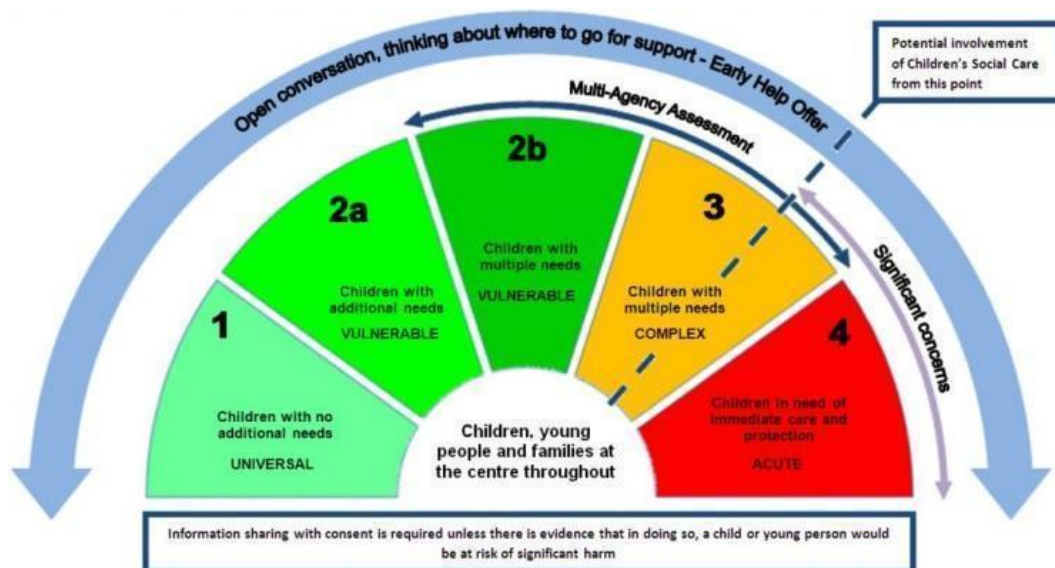 Open conversation, thinking about where to go for support - Early Help Offer
Potential involvement
of Children's Social Care
from this point
Multi-Agency Assessment
Significant concerns
1
Children with no
additional needs
UNIVERSAL
2a
Children with
additional needs
VULNERABLE
2b
Children with
multiple needs
VULNERABLE
3
Children with
multiple needs
COMPLEX
4
Children in need of
immediate care and
protection
ACUTE
Children, young
people and families at
the centre throughout
Information sharing with consent is required unless there is evidence that in doing so, a child or young person would
be at risk of significant harm